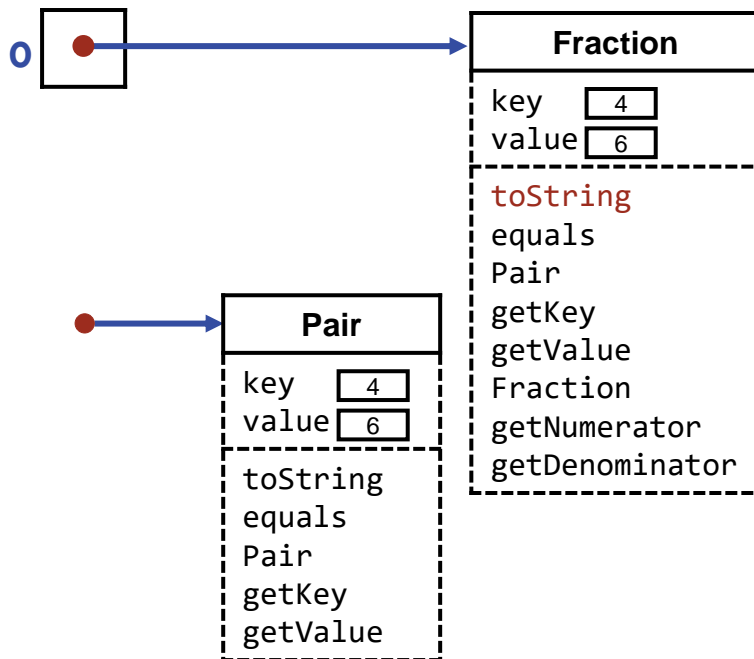 o
Fraction
key 4
value 6
toString
equals
Pair
getKey
getValue
Fraction
getNumerator
getDenominator
Pair
key 4
value 6
toString
equals
Pair
getKey
getValue